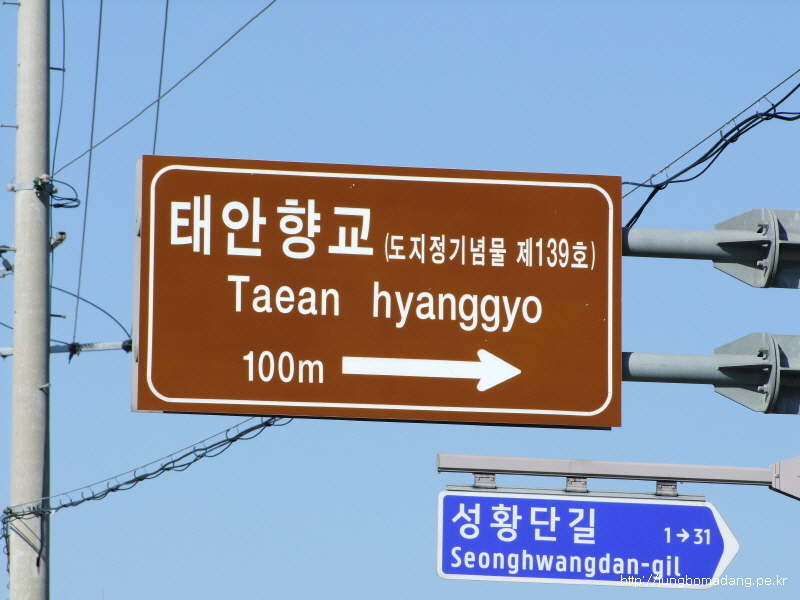 태안향교 (도지정기념물 제139호)
Taean hyanggyo
100m →
성황단길 1→31
Seonghwangdan-gil
http://junghomadang.pe.kr